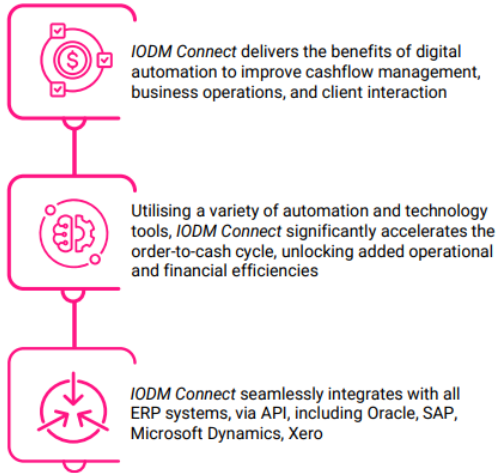 IODM Connect delivers the benefits of digital
automation to improve cashflow management,
business operations, and client interaction
Utilising a variety of automation and technology
tools, IODM Connect significantly accelerates the
order-to-cash cycle, unlocking added operational
and financial efficiencies
IODM Connect seamlessly integrates with all
ERP systems, via API, including Oracle, SAP,
Microsoft Dynamics, Xero